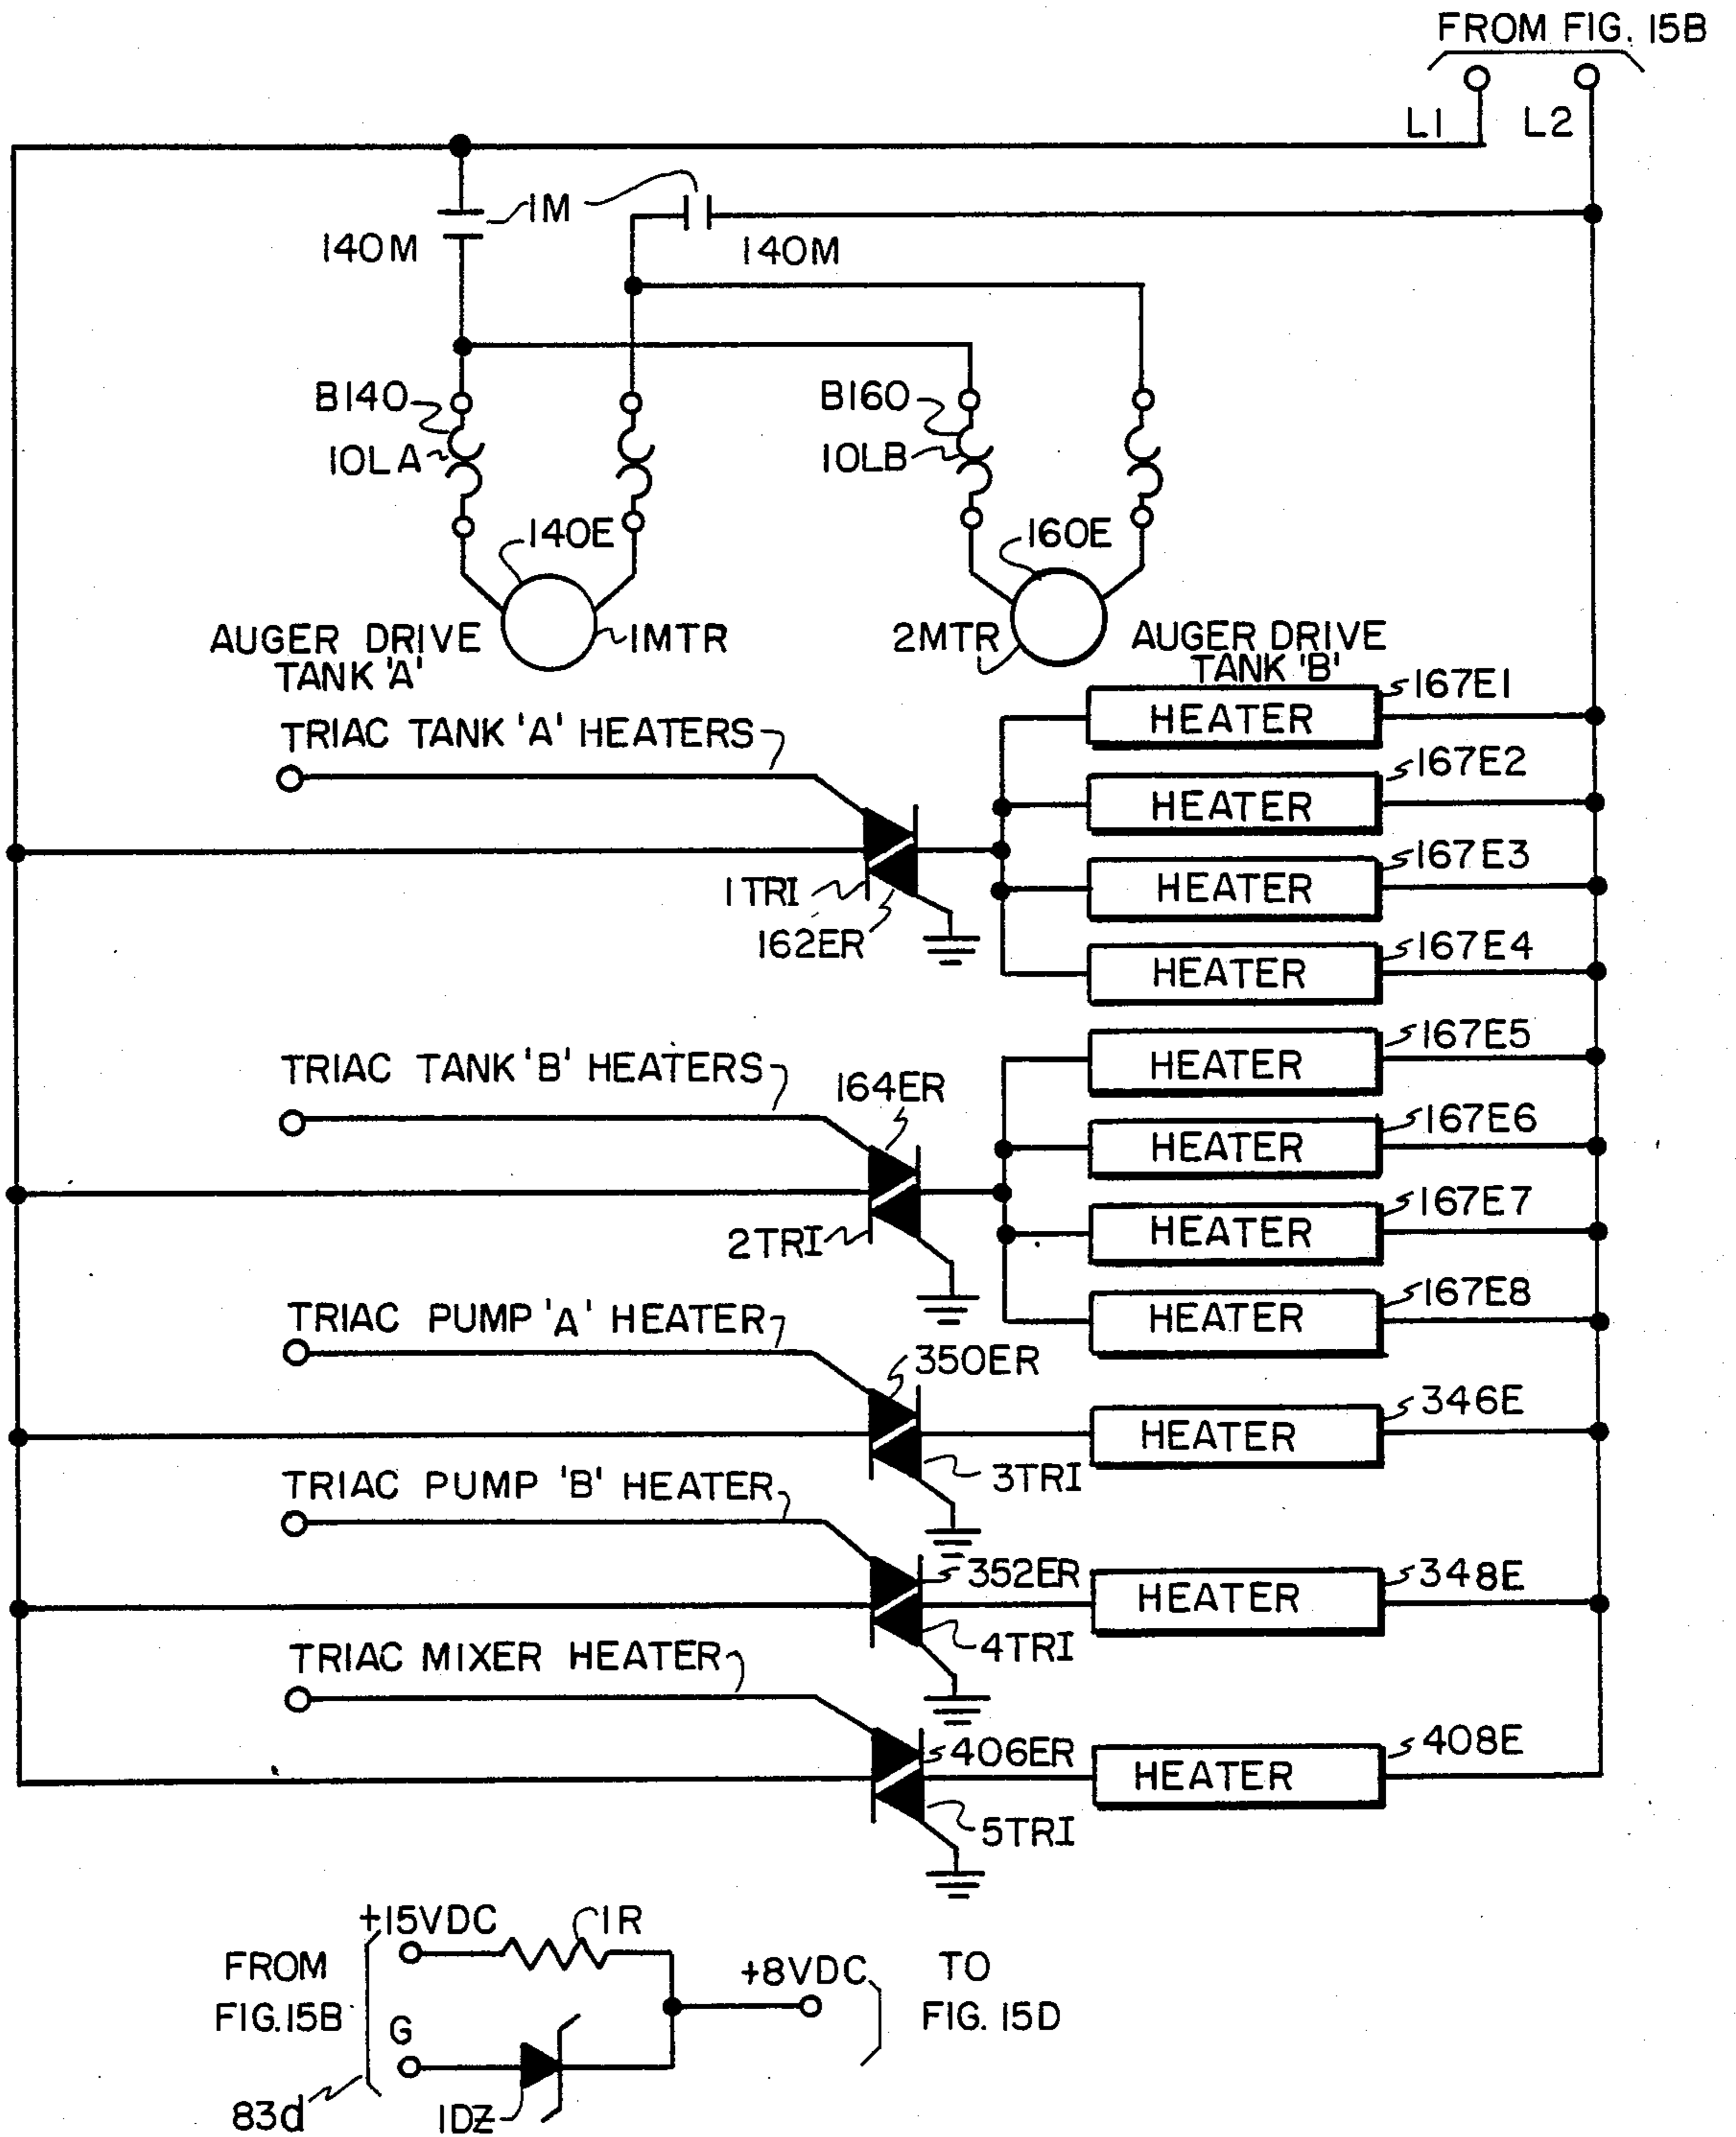 FROM FIG. 15B
L1 L2
1M
140M
140M
B140
10LA
B160
10LB
140E
160E
AUGER DRIVE
TANK 'A'
1MTR
2MTR
AUGER DRIVE
TANK 'B'
TRIAC TANK 'A' HEATERS
HEATER 167E1
HEATER 167E2
HEATER 167E3
1TRI
162ER
HEATER 167E4
TRIAC TANK 'B' HEATERS
164ER
HEATER 167E5
HEATER 167E6
2TRI
HEATER 167E7
HEATER 167E8
TRIAC PUMP 'A' HEATER
350ER
HEATER 346E
3TRI
TRIAC PUMP 'B' HEATER
352ER
HEATER 348E
4TRI
TRIAC MIXER HEATER
406ER
HEATER 408E
5TRI
+15VDC
1R
FROM
FIG. 15B
G
+8VDC
TO
FIG. 15D
83d
1DZ